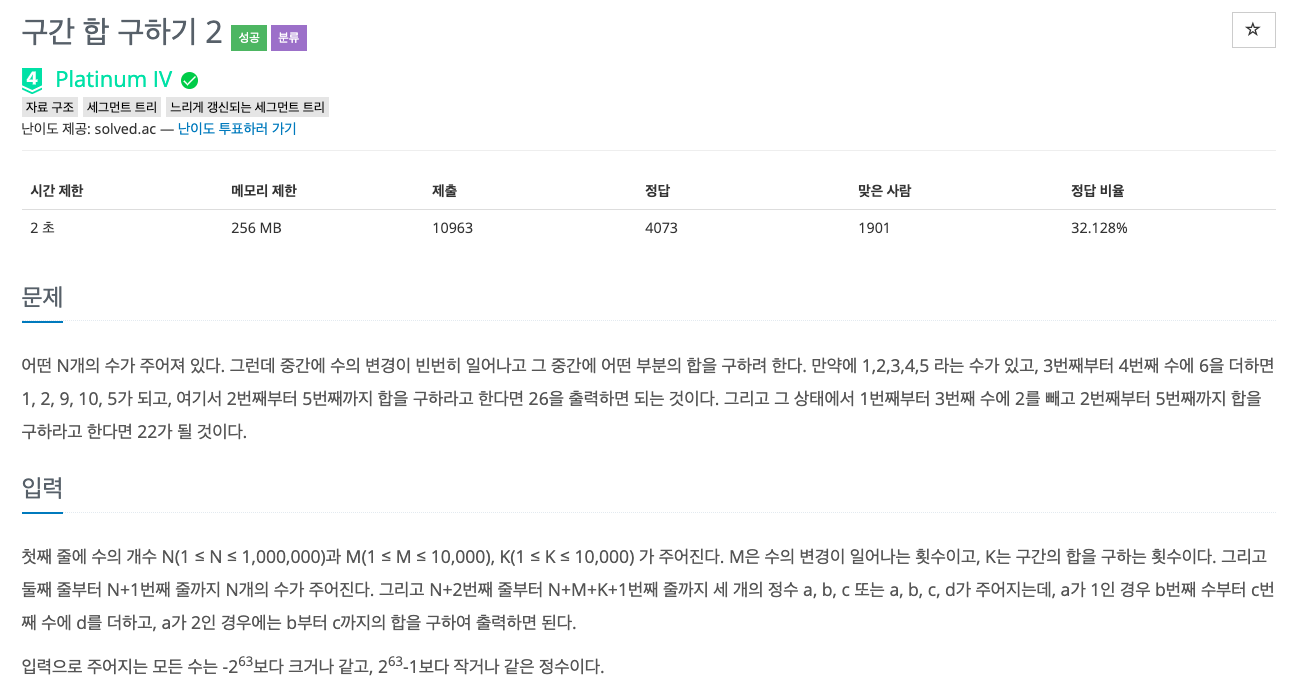 구간 합 구하기 2 성공 분류
☆
4 Platinum IV
자료 구조 세그먼트 트리 느리게 갱신되는 세그먼트 트리
난이도 제공: solved.ac — 난이도 투표하러 가기
시간 제한 메모리 제한 제출 정답 맞은 사람 정답 비율
2 초 256 MB 10963 4073 1901 32.128%
문제
어떤 N개의 수가 주어져 있다. 그런데 중간에 수의 변경이 빈번히 일어나고 그 중간에 어떤 부분의 합을 구하려 한다. 만약에 1,2,3,4,5 라는 수가 있고, 3번째부터 4번째 수에 6을 더하면
1, 2, 9, 10, 5가 되고, 여기서 2번째부터 5번째까지 합을 구하라고 한다면 26을 출력하면 되는 것이다. 그리고 그 상태에서 1번째부터 3번째 수에 2를 빼고 2번째부터 5번째까지 합을
구하라고 한다면 22가 될 것이다.
입력
첫째 줄에 수의 개수 N(1 ≤ N ≤ 1,000,000)과 M(1 ≤ M ≤ 10,000), K(1 ≤ K ≤ 10,000) 가 주어진다. M은 수의 변경이 일어나는 횟수이고, K는 구간의 합을 구하는 횟수이다. 그리고
둘째 줄부터 N+1번째 줄까지 N개의 수가 주어진다. 그리고 N+2번째 줄부터 N+M+K+1번째 줄까지 세 개의 정수 a, b, c 또는 a, b, c, d가 주어지는데, a가 1인 경우 b번째 수부터 c번
째 수에 d를 더하고, a가 2인 경우에는 b부터 c까지의 합을 구하여 출력하면 된다.
입력으로 주어지는 모든 수는 -2⁶³보다 크거나 같고, 2⁶³-1보다 작거나 같은 정수이다.